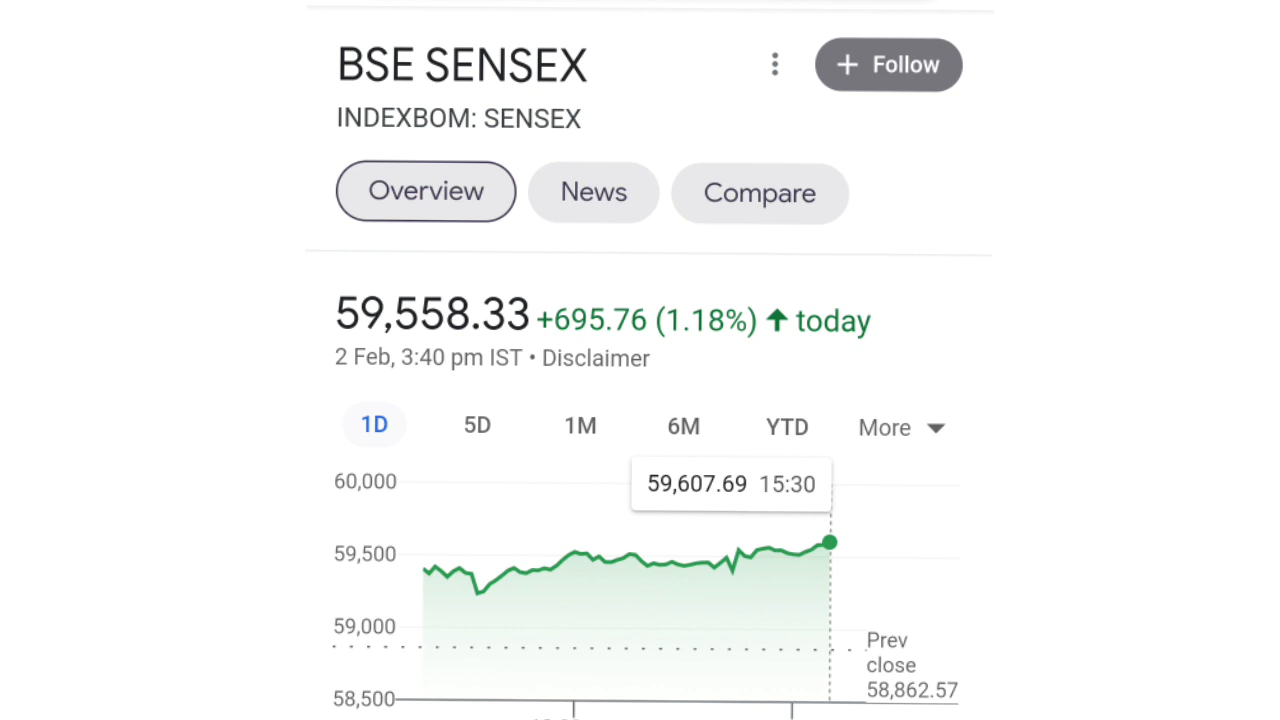 BSE SENSEX
+ Follow
INDEXBOM: SENSEX
Overview
News
Compare
59,558.33 +695.76 (1.18%) ↑ today
2 Feb, 3:40 pm IST • Disclaimer
1D 5D 1M 6M YTD More
60,000
59,607.69 15:30
59,500
59,000
Prev
close
58,862.57
58,500